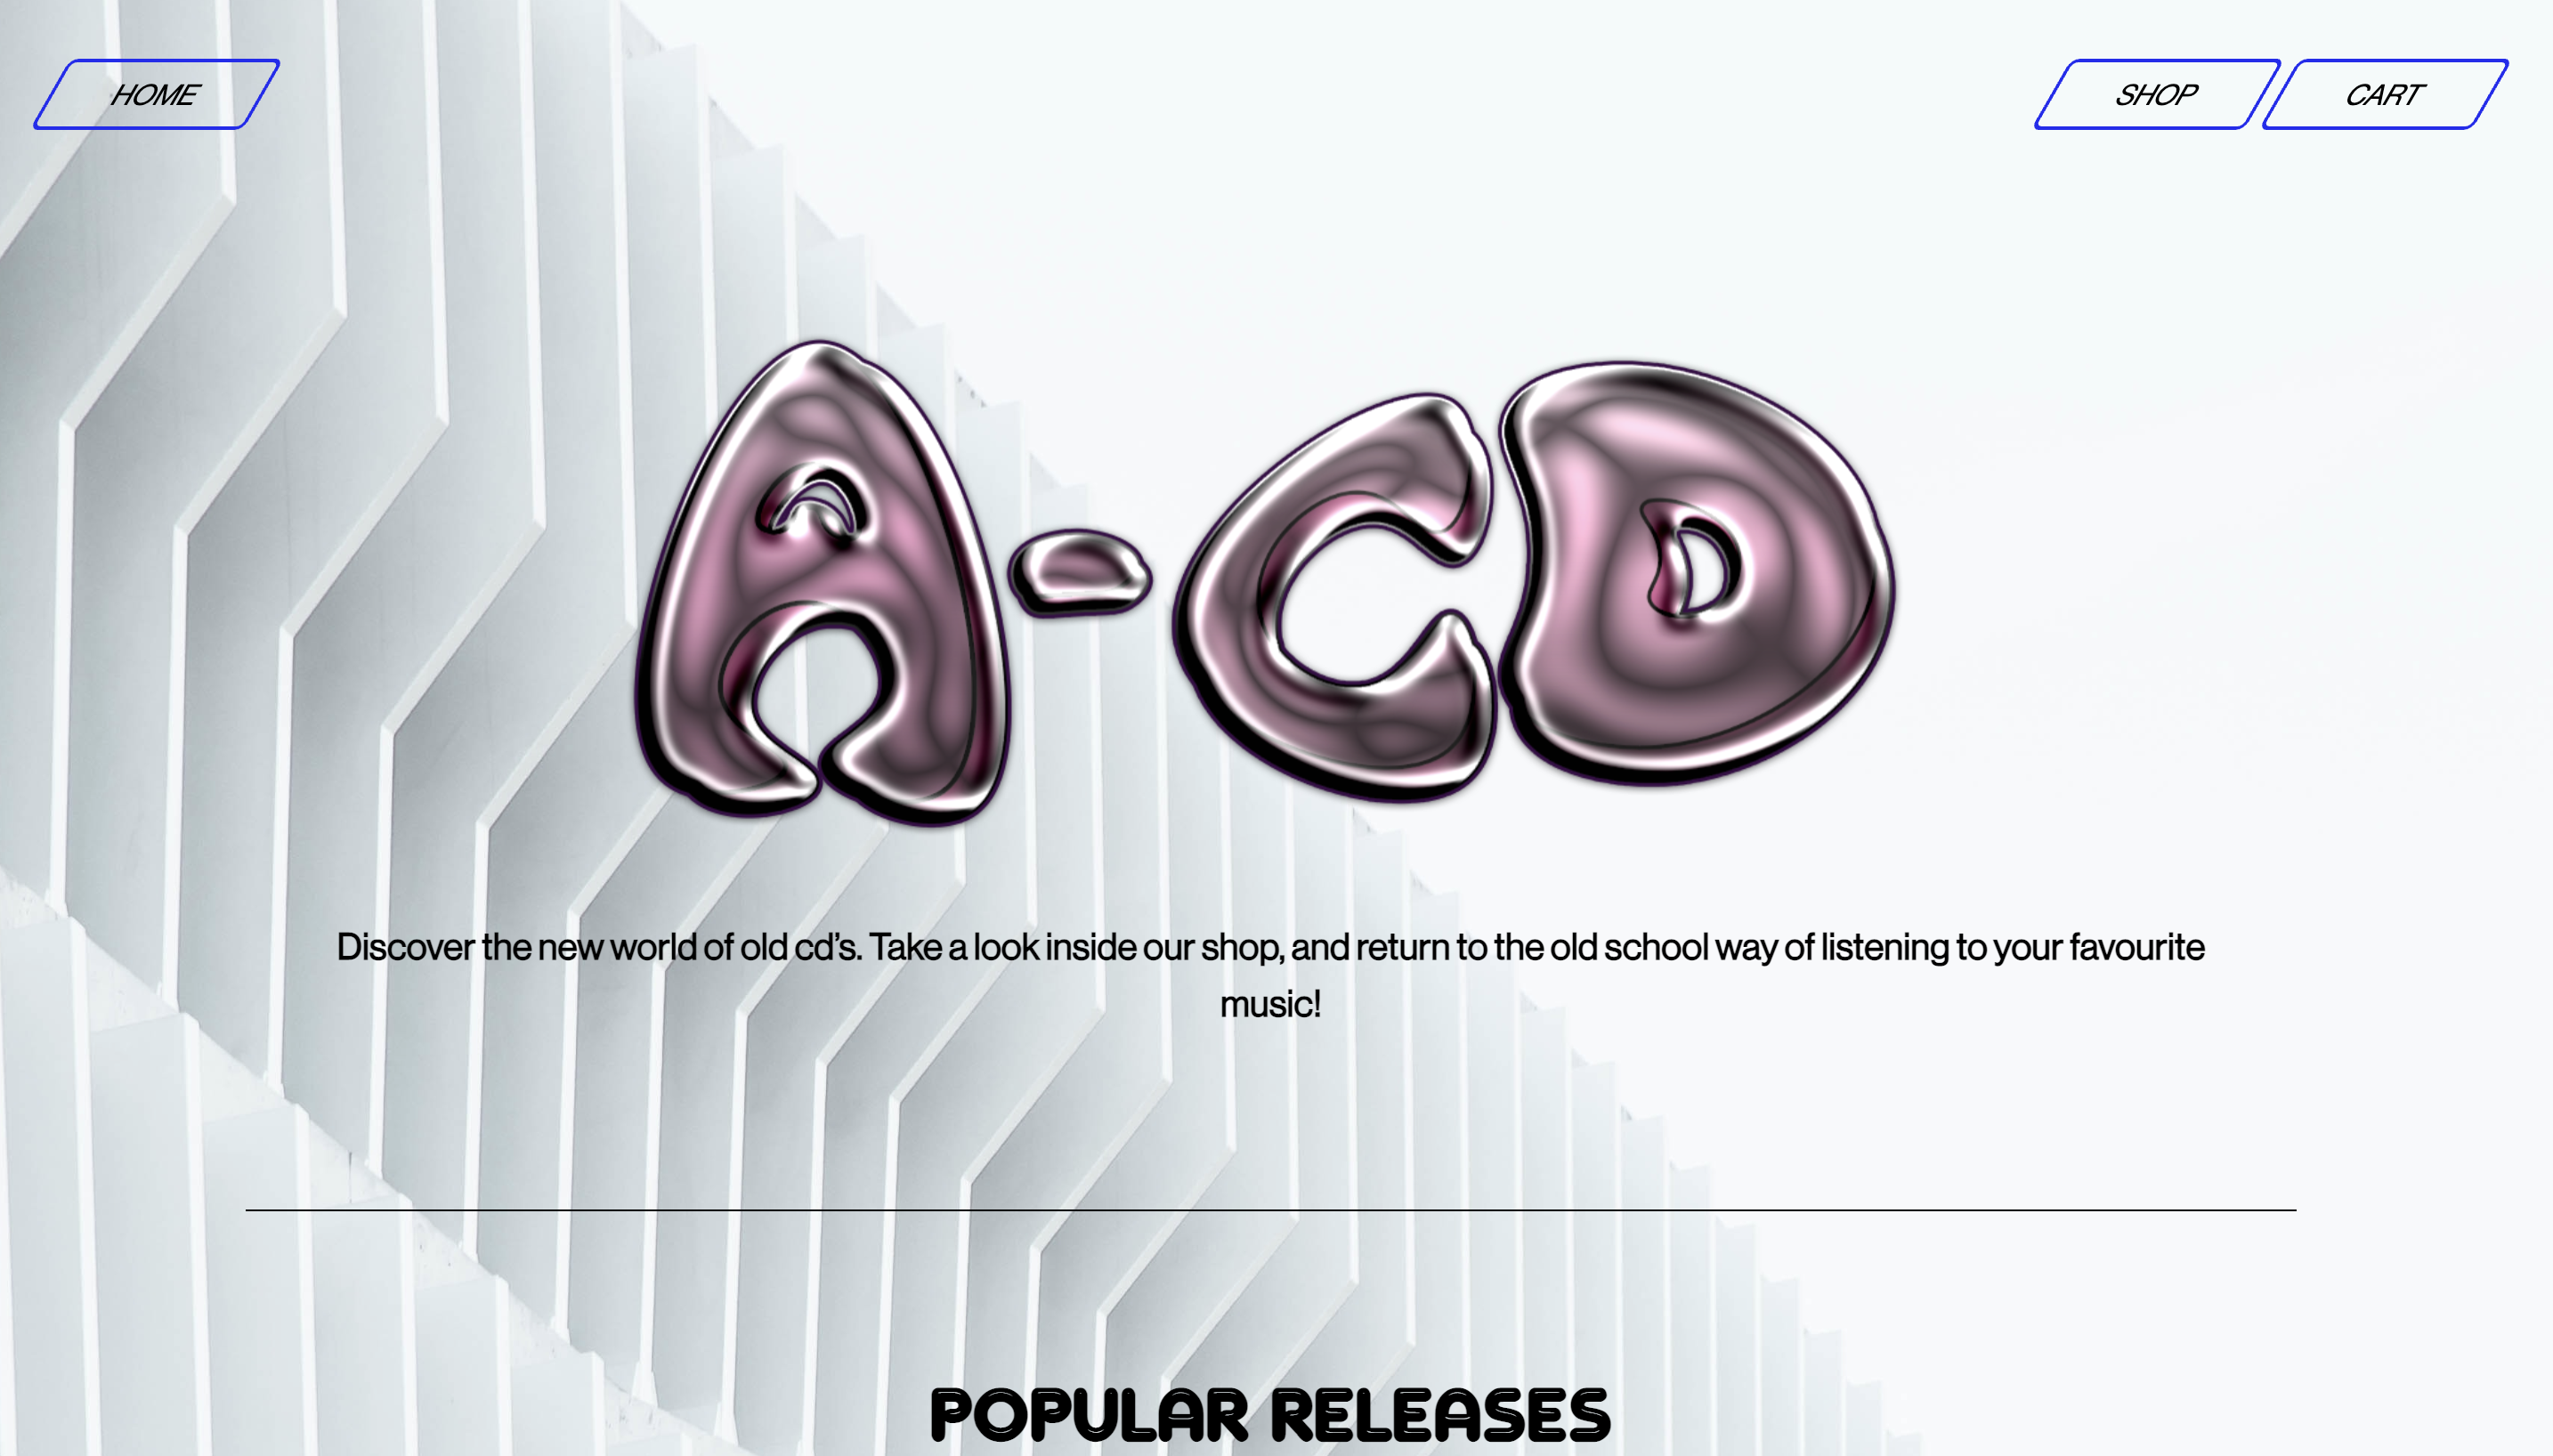 HOME
SHOP
CART
A-CD
Discover the new world of old cd’s. Take a look inside our shop, and return to the old school way of listening to your favourite
music!
POPULAR RELEASES